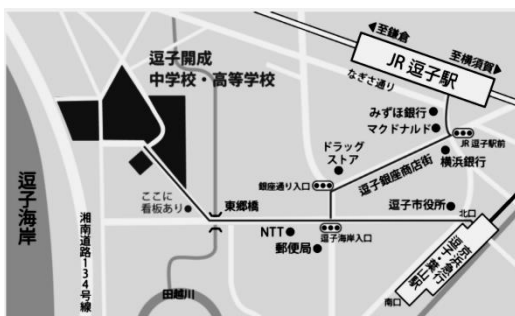 至鎌倉
至横須賀
JR 逗子駅
逗子開成
中学校・高等学校
なぎさ通り
みずほ銀行
マクドナルド
JR 逗子駅前
横浜銀行
ドラッグ
ストア
逗子銀座商店街
銀座通り入口
逗子海岸
ここに
看板あり
東郷橋
逗子市役所
北口
NTT
郵便局
逗子海岸入口
京浜急行
逗子・葉山駅
南口
湘南道路134号線
田越川